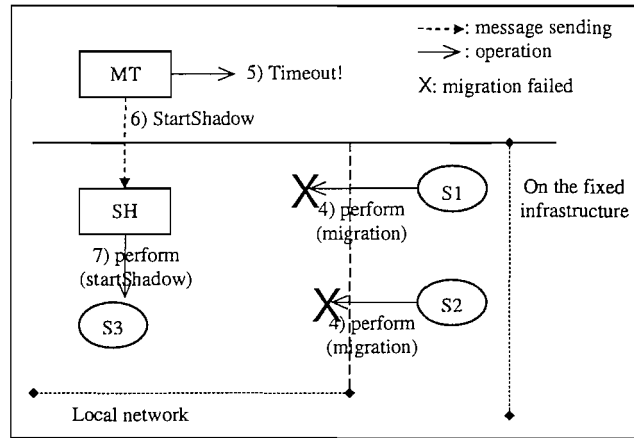 : message sending
: operation
X: migration failed
MT
5) Timeout!
6) StartShadow
SH
S1
4) perform
(migration)
On the fixed
infrastructure
7) perform
(startShadow)
S3
S2
4) perform
(migration)
Local network